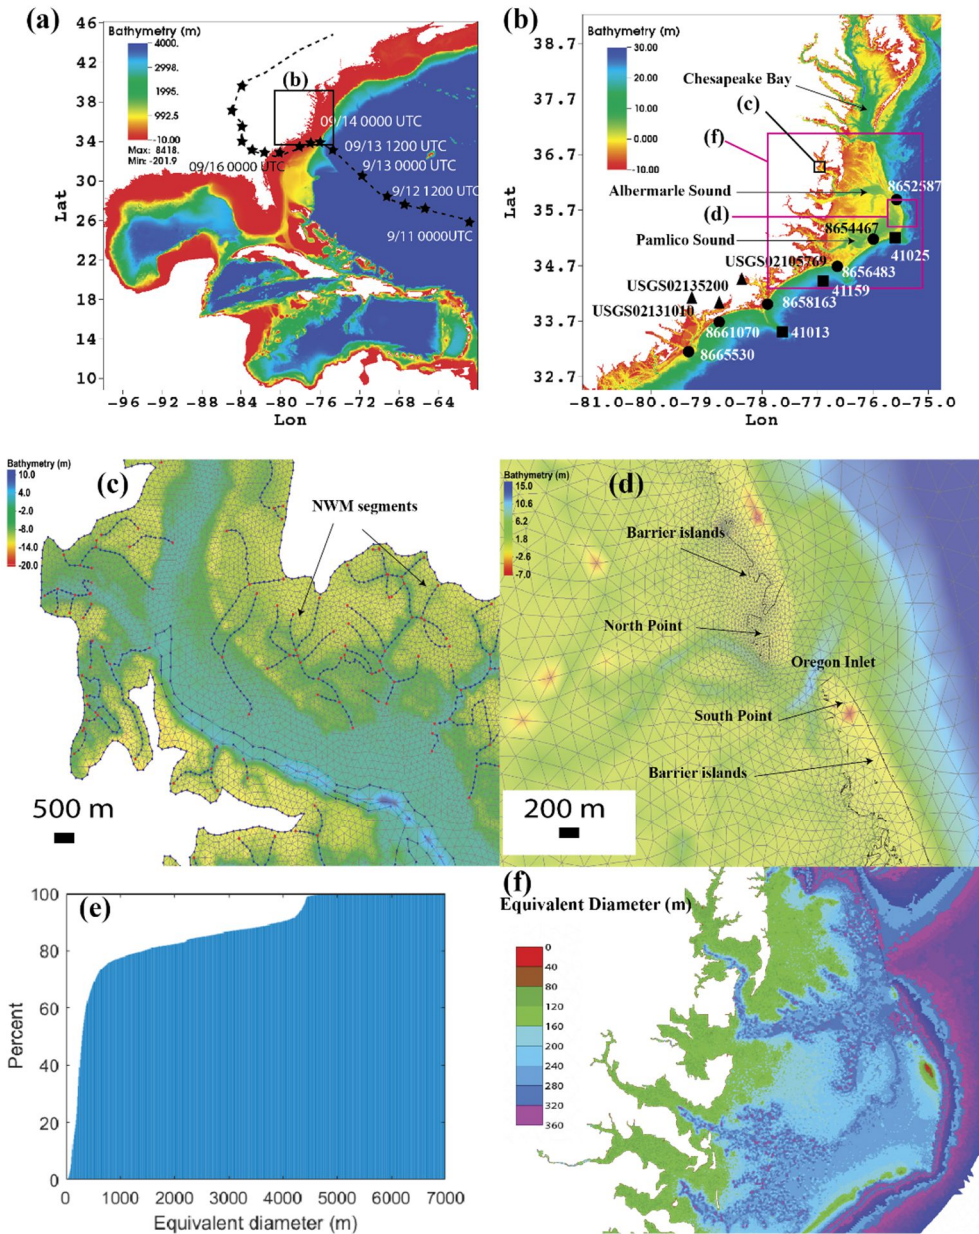 (a)
46
Bathymetry (m)
42
4000.
2998.
38
1995.
992.5
34
-10.00
Max: 8418.
Min: -201.9
30
26
22
18
14
10
Lat
(b)
09/14 0000 UTC
09/13 1200 UTC
09/16 0000 UTC
9/13 0000 UTC
9/12 1200 UTC
9/11 0000UTC
-96 -92 -88 -84 -80 -76 -72 -68 -64
Lon
(b)
38.7
Bathymetry (m)
30.00
20.00
10.00
0.00
-10.00
37.7
36.7
35.7
34.7
33.7
32.7
Lat
Chesapeake Bay
(c)
(f)
Albermarle Sound
8652587
(d)
8654467
Pamlico Sound
41025
USGS02105769
8656483
USGS02135200
41159
USGS02131010
8658163
8661070
41013
8665530
-81.0 -80.0 -79.0 -78.0 -77.0 -76.0 -75.0
Lon
Bathymetry (m)
10.0
4.0
-2.0
-8.0
-14.0
-20.0
(c)
NWM segments
500 m
Bathymetry (m)
15.0
10.6
6.2
1.8
-2.6
-7.0
(d)
Barrier islands
North Point
Oregon Inlet
South Point
Barrier islands
200 m
(e)
100
80
60
40
20
0
Percent
0 1000 2000 3000 4000 5000 6000 7000
Equivalent diameter (m)
(f)
Equivalent Diameter (m)
0
40
80
120
160
200
240
280
320
360